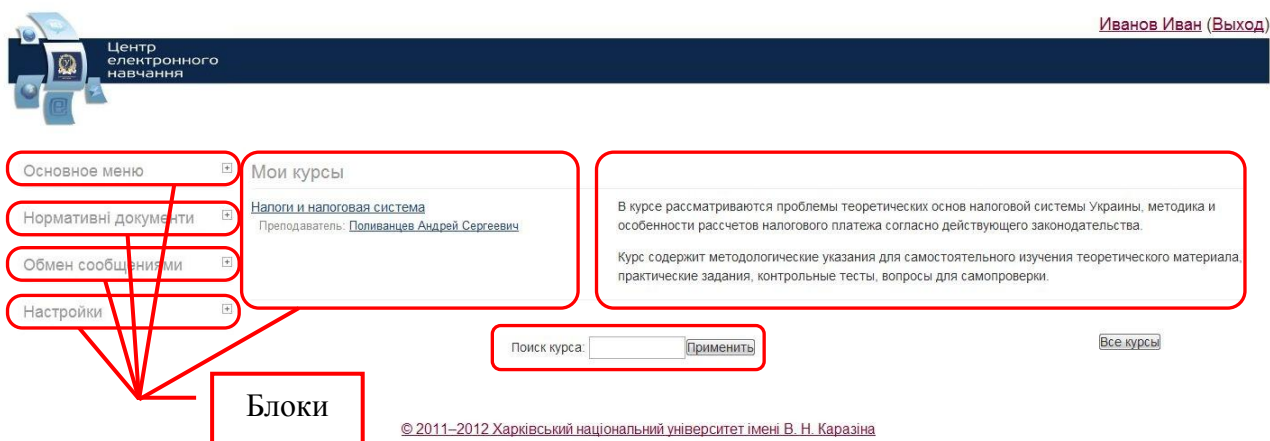 Иванов Иван (Выход)
Центр
електронного
навчання
Основное меню
Нормативні документи
Обмен сообщениями
Настройки
Мои курсы
Налоги и налоговая система
Преподаватель: Поливанцев Андрей Сергеевич
В курсе рассматриваются проблемы теоретических основ налоговой системы Украины, методика и
особенности рассчетов налогового платежа согласно действующего законодательства.
Курс содержит методологические указания для самостоятельного изучения теоретического материала,
практические задания, контрольные тесты, вопросы для самопроверки.
Поиск курса: Применить
Все курсы
Блоки
© 2011–2012 Харківський національний університет імені В. Н. Каразіна